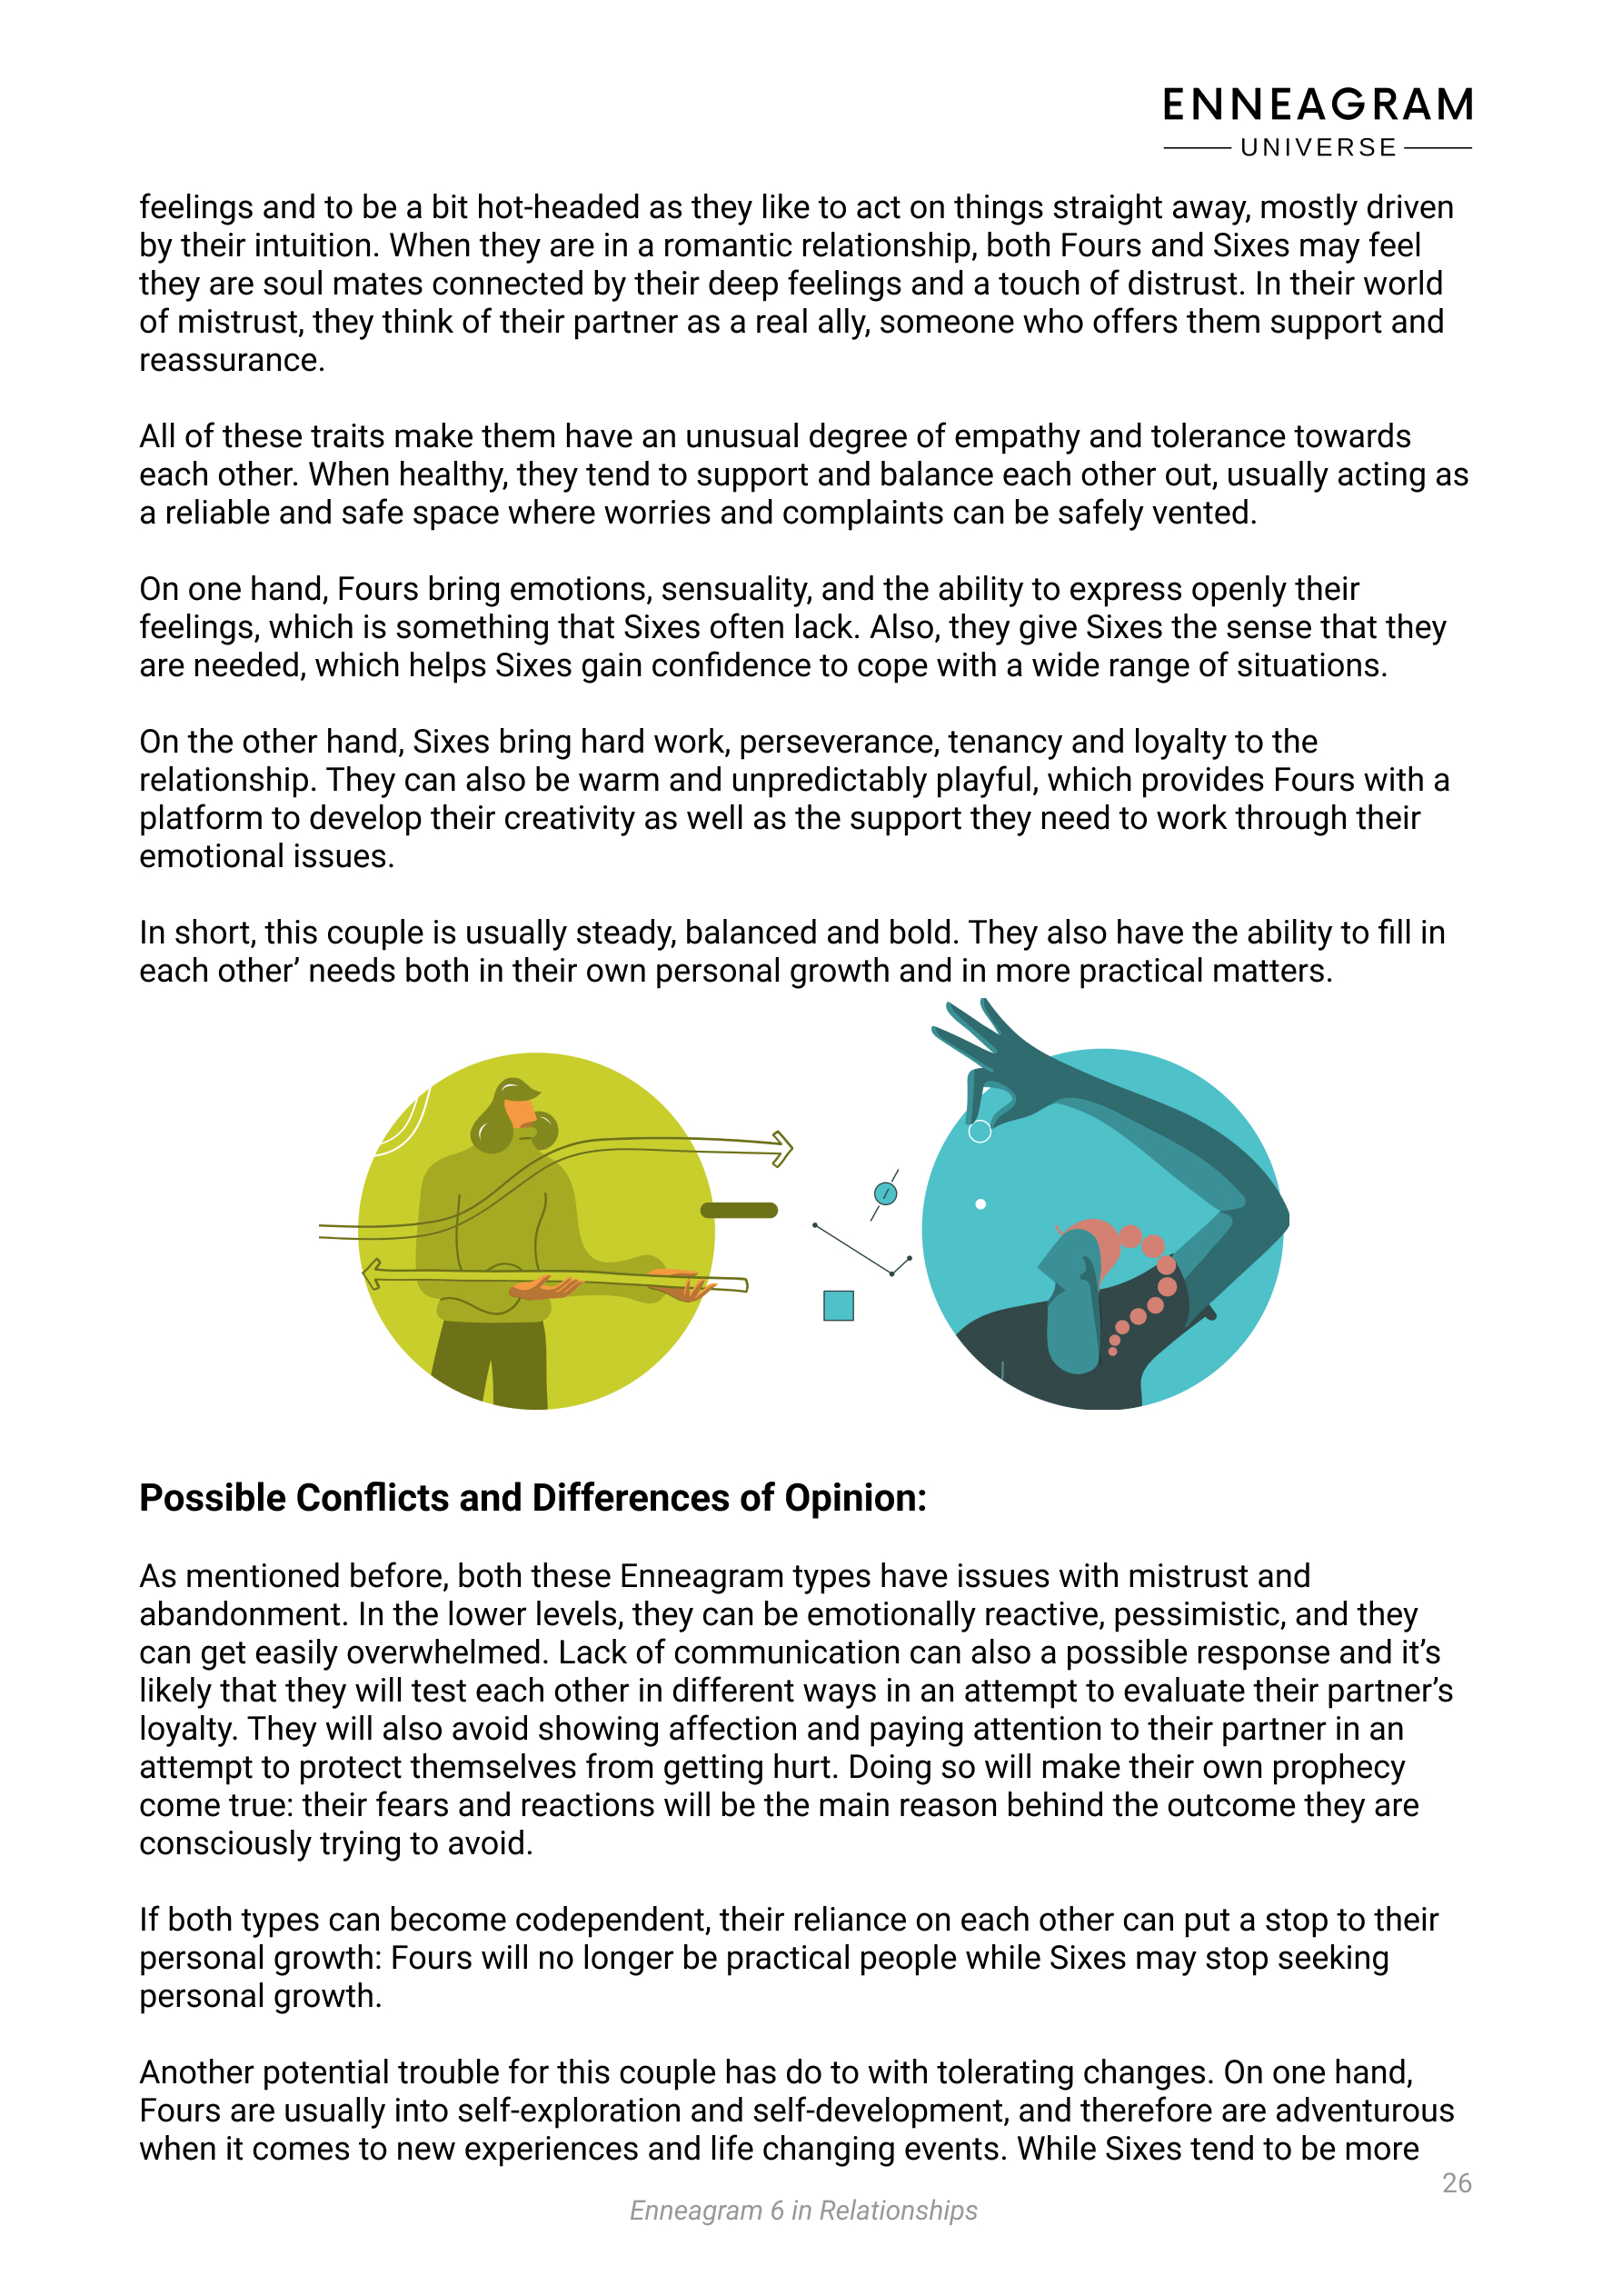 ENNEAGRAM
UNIVERSE
feelings and to be a bit hot-headed as they like to act on things straight away, mostly driven
by their intuition. When they are in a romantic relationship, both Fours and Sixes may feel
they are soul mates connected by their deep feelings and a touch of distrust. In their world
of mistrust, they think of their partner as a real ally, someone who offers them support and
reassurance.
All of these traits make them have an unusual degree of empathy and tolerance towards
each other. When healthy, they tend to support and balance each other out, usually acting as
a reliable and safe space where worries and complaints can be safely vented.
On one hand, Fours bring emotions, sensuality, and the ability to express openly their
feelings, which is something that Sixes often lack. Also, they give Sixes the sense that they
are needed, which helps Sixes gain confidence to cope with a wide range of situations.
On the other hand, Sixes bring hard work, perseverance, tenancy and loyalty to the
relationship. They can also be warm and unpredictably playful, which provides Fours with a
platform to develop their creativity as well as the support they need to work through their
emotional issues.
In short, this couple is usually steady, balanced and bold. They also have the ability to fill in
each other’ needs both in their own personal growth and in more practical matters.
Possible Conflicts and Differences of Opinion:
As mentioned before, both these Enneagram types have issues with mistrust and
abandonment. In the lower levels, they can be emotionally reactive, pessimistic, and they
can get easily overwhelmed. Lack of communication can also a possible response and it’s
likely that they will test each other in different ways in an attempt to evaluate their partner’s
loyalty. They will also avoid showing affection and paying attention to their partner in an
attempt to protect themselves from getting hurt. Doing so will make their own prophecy
come true: their fears and reactions will be the main reason behind the outcome they are
consciously trying to avoid.
If both types can become codependent, their reliance on each other can put a stop to their
personal growth: Fours will no longer be practical people while Sixes may stop seeking
personal growth.
Another potential trouble for this couple has do to with tolerating changes. On one hand,
Fours are usually into self-exploration and self-development, and therefore are adventurous
when it comes to new experiences and life changing events. While Sixes tend to be more
26
Enneagram 6 in Relationships